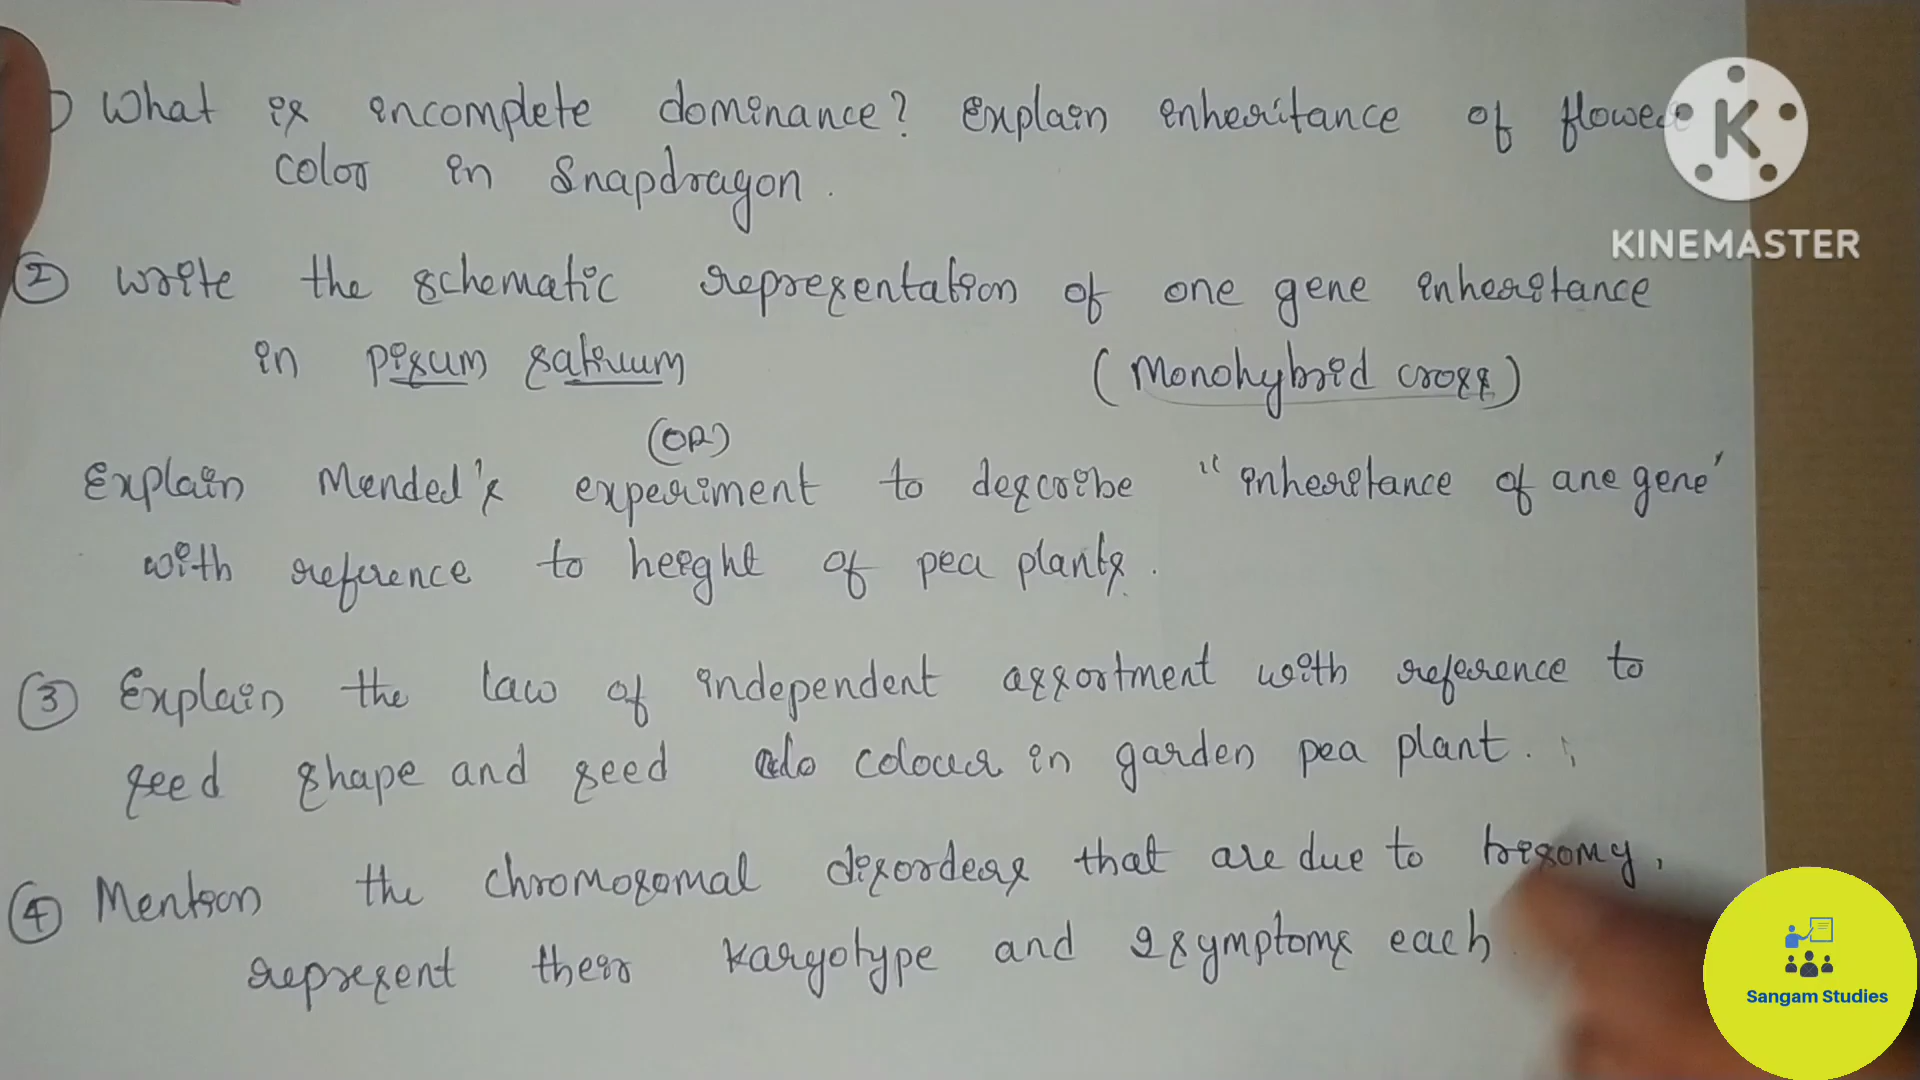 ) What is incomplete dominance? Explain inheritance of flower
color in Snapdragon.
② Write the schematic representation of one gene inheritance
in pisum sativum (Monohybrid cross)
(OR)
Explain Mendel's experiment to describe "inheritance of one gene"
with reference to height of pea plants.
③ Explain the law of independent assortment with reference to
seed shape and seed colour in garden pea plant.
④ Mention the chromosomal disorders that are due to trisomy,
represent their karyotype and 2 symptoms each
K
KINEMASTER
Sangam Studies